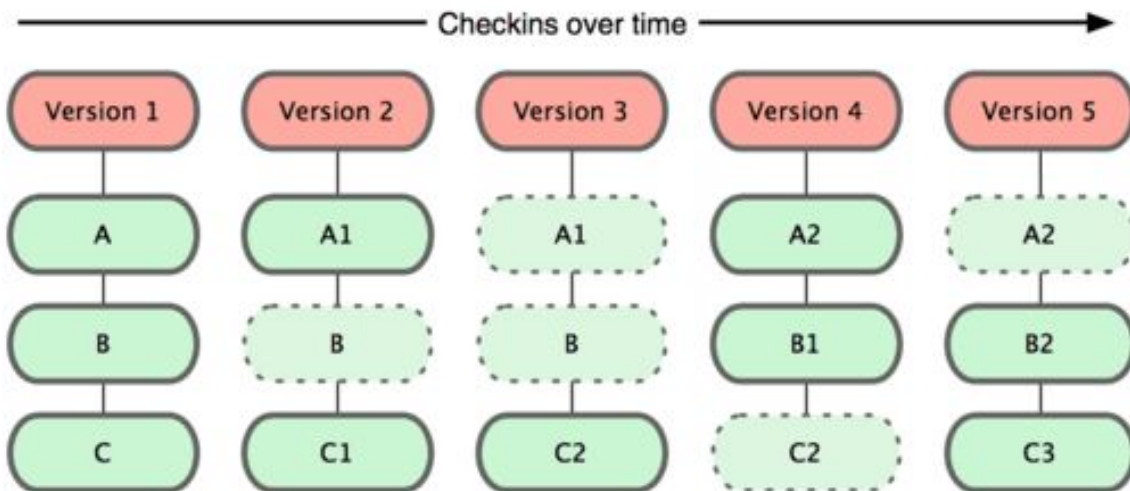 Checkins over time
Version 1 Version 2 Version 3 Version 4 Version 5
A A1 A1 A2 A2
B B B B1 B2
C C1 C2 C2 C3